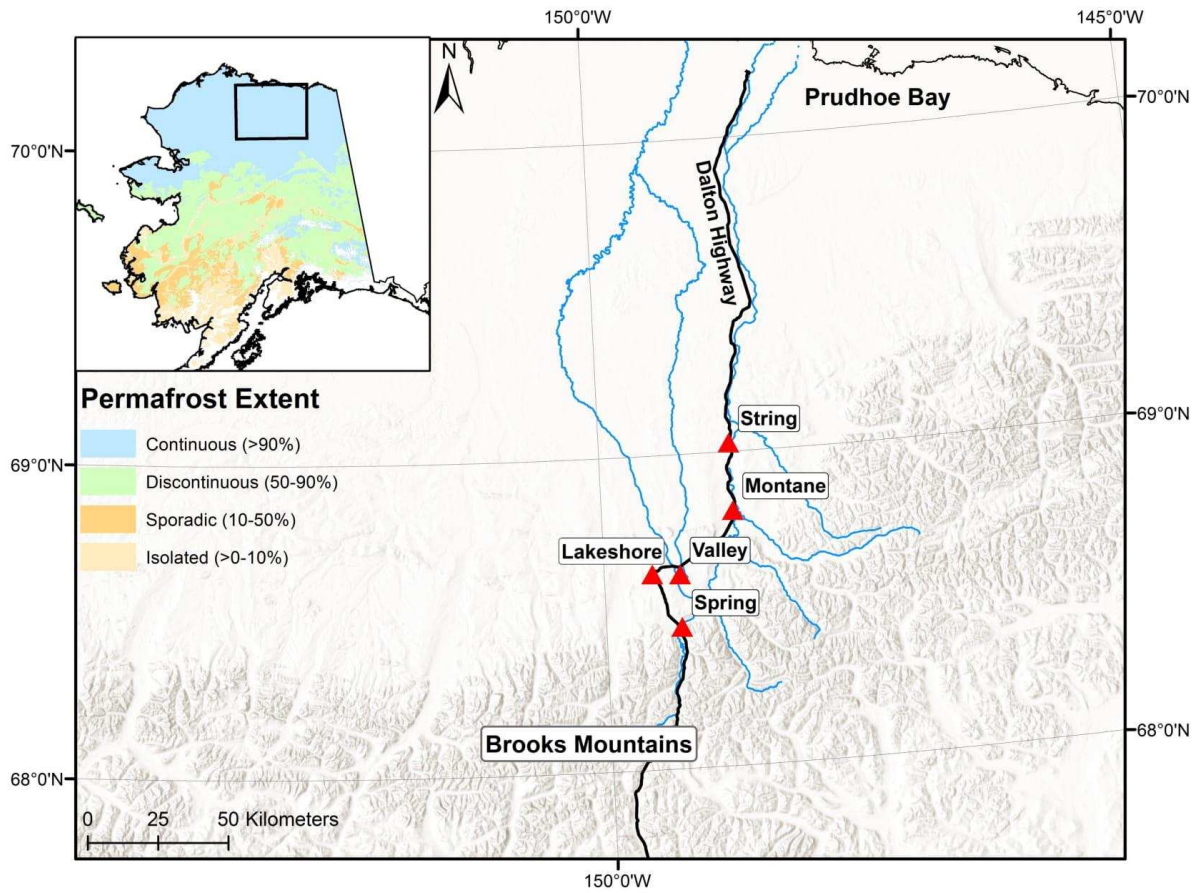 150°0'W
145°0'W
N
Prudhoe Bay
70°0'N
70°0'N
Dalton Highway
Permafrost Extent
Continuous (>90%)
Discontinuous (50-90%)
Sporadic (10-50%)
Isolated (>0-10%)
69°0'N
69°0'N
String
Montane
Lakeshore
Valley
Spring
Brooks Mountains
68°0'N
68°0'N
0 25 50 Kilometers
150°0'W